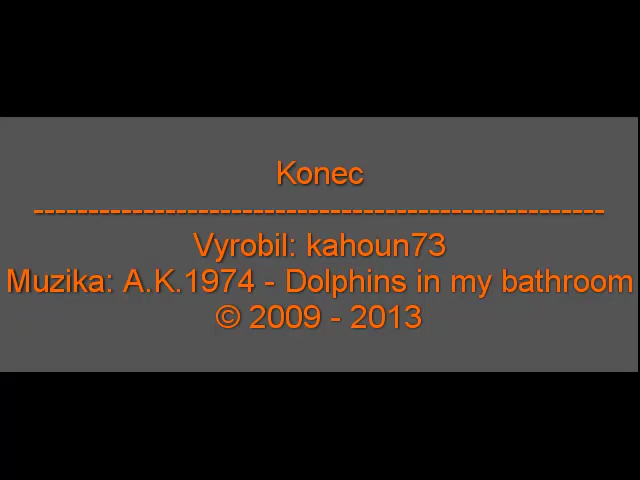 Konec
----------------------------------------------------
Vyrobil: kahoun73
Muzika: A.K.1974 - Dolphins in my bathroom
© 2009 - 2013